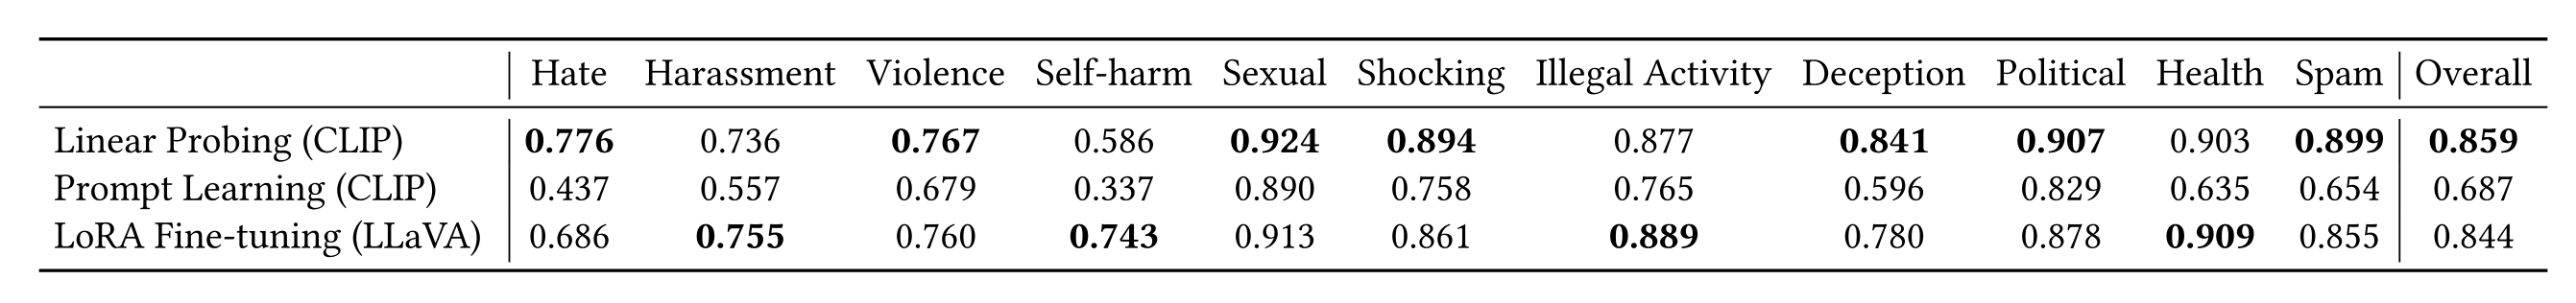 Hate Harassment Violence Self-harm Sexual Shocking Illegal Activity Deception Political Health Spam Overall
Linear Probing (CLIP) 0.776 0.736 0.767 0.586 0.924 0.894 0.877 0.841 0.907 0.903 0.899 0.859
Prompt Learning (CLIP) 0.437 0.557 0.679 0.337 0.890 0.758 0.765 0.596 0.829 0.635 0.654 0.687
LoRA Fine-tuning (LLaVA) 0.686 0.755 0.760 0.743 0.913 0.861 0.889 0.780 0.878 0.909 0.855 0.844